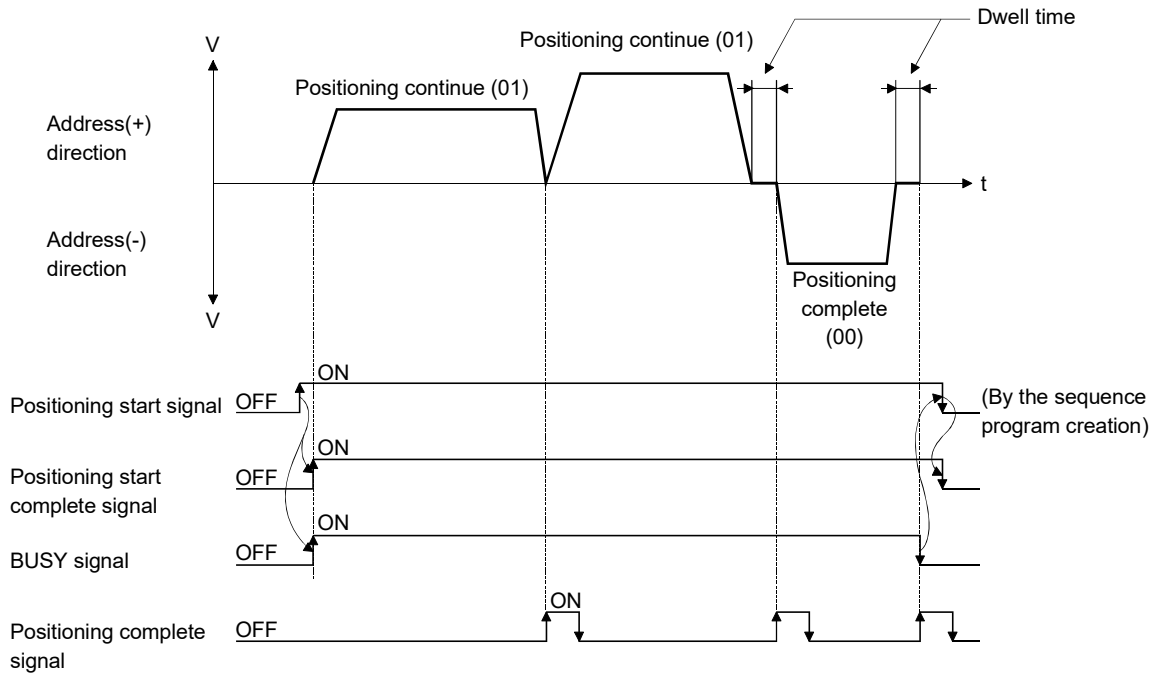 Dwell time
V
Positioning continue (01)
Positioning continue (01)
Address(+)
direction
t
Address(-)
direction
Positioning
complete
(00)
V
ON
Positioning start signal
OFF
(By the sequence
program creation)
ON
Positioning start
complete signal
OFF
ON
BUSY signal
OFF
ON
Positioning complete
signal
OFF